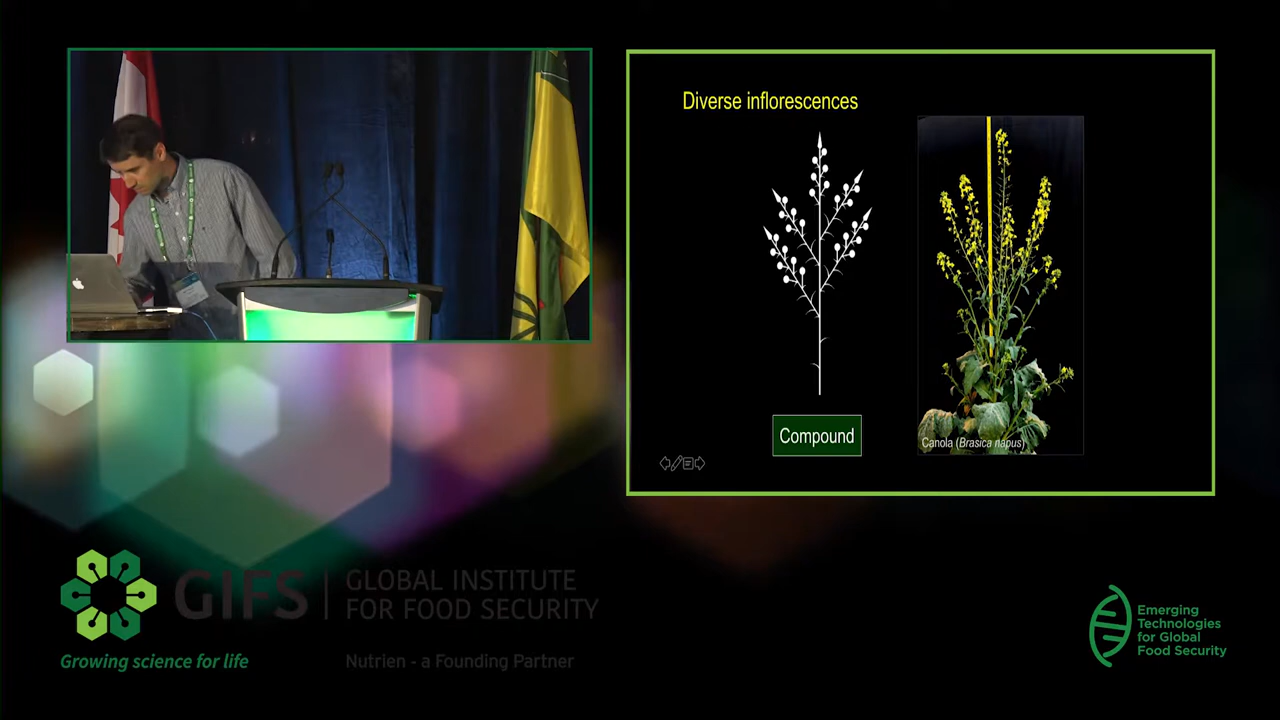 Diverse inflorescences
Compound
Canola (Brasica napus)
GIFS
GLOBAL INSTITUTE
FOR FOOD SECURITY
Growing science for life
Nutrien - a Founding Partner
Emerging
Technologies
for Global
Food Security